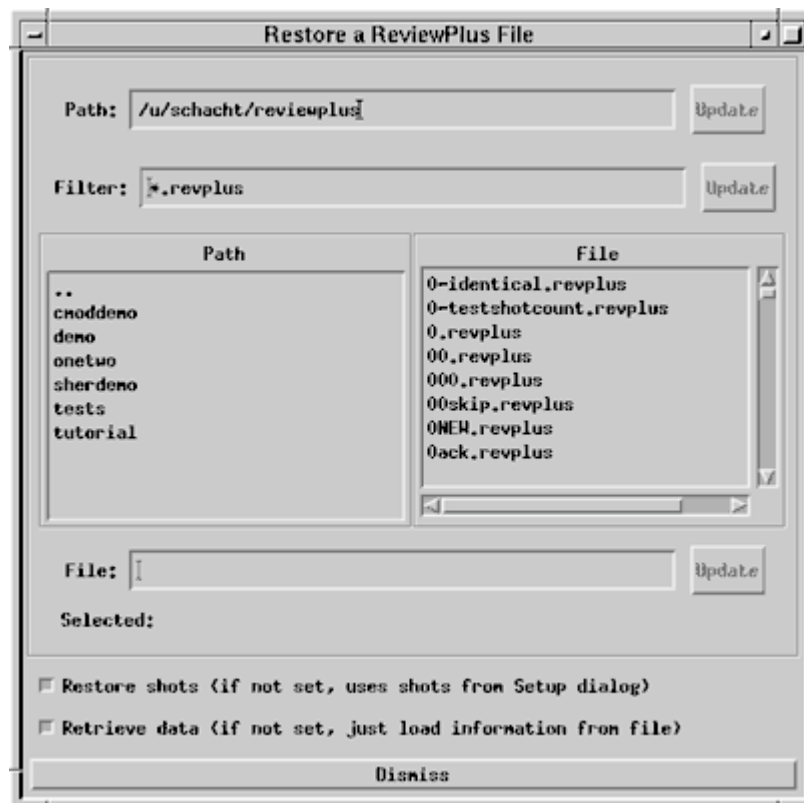 Restore a ReviewPlus File
Path: /u/schacht/reviewplus
Update
Filter: *.revplus
Update
Path
..
cmoddemo
demo
onetwo
sherdemo
tests
tutorial
File
0-identical.revplus
0-testshotcount.revplus
0.revplus
00.revplus
000.revplus
00skip.revplus
0NEW.revplus
0ack.revplus
File:
Update
Selected:
Restore shots (if not set, uses shots from Setup dialog)
Retrieve data (if not set, just load information from file)
Dismiss